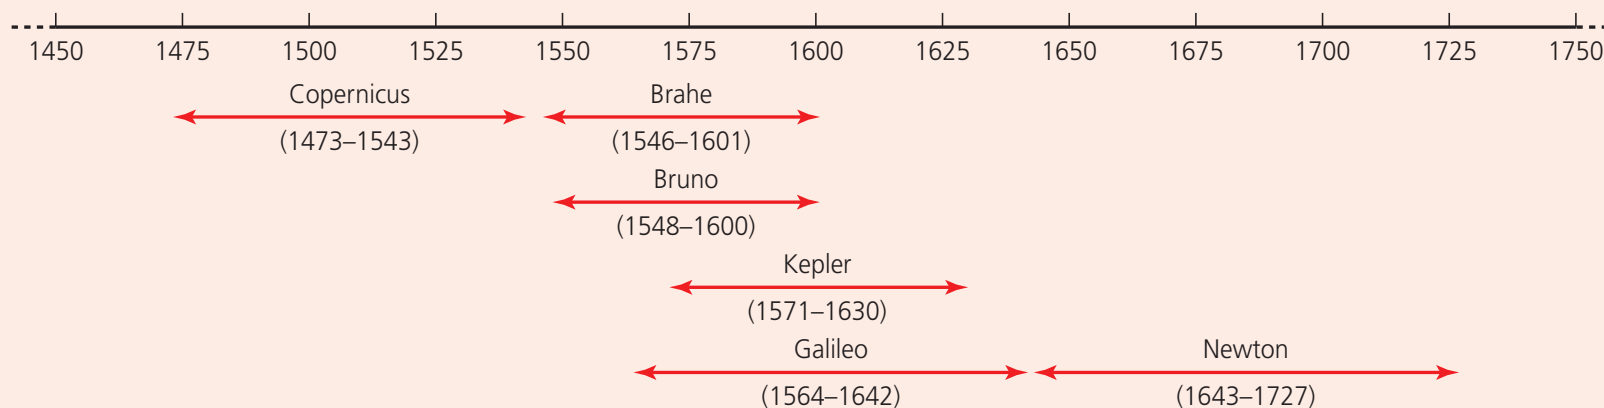 1450 1475 1500 1525 1550 1575 1600 1625 1650 1675 1700 1725 1750
Copernicus Brahe
(1473–1543) (1546–1601)
Bruno
(1548–1600)
Kepler
(1571–1630)
Galileo Newton
(1564–1642) (1643–1727)